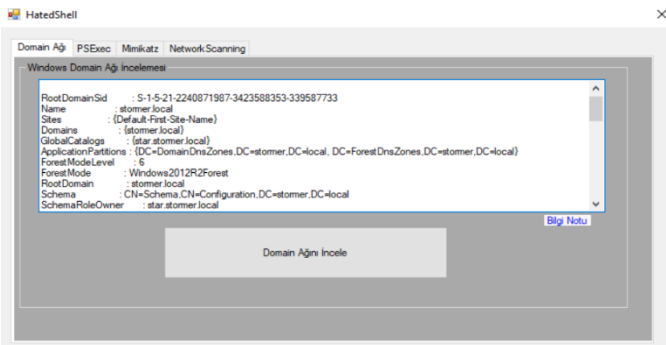 HatedShell
Domain Ağı PSExec Mimikatz NetworkScanning
Windows Domain Ağı İncelemesi
RootDomainSid : S-1-5-21-2240871987-3423588353-339587733
Name : stormer.local
Sites : {Default-First-Site-Name}
Domains : {stormer.local}
GlobalCatalogs : {star.stormer.local}
ApplicationPartitions : {DC=DomainDnsZones,DC=stormer,DC=local, DC=ForestDnsZones,DC=stormer,DC=local}
ForestModeLevel : 6
ForestMode : Windows2012R2Forest
RootDomain : stormer.local
Schema : CN=Schema,CN=Configuration,DC=stormer,DC=local
SchemaRoleOwner : star.stormer.local
Bilgi Notu
Domain Ağını İncele